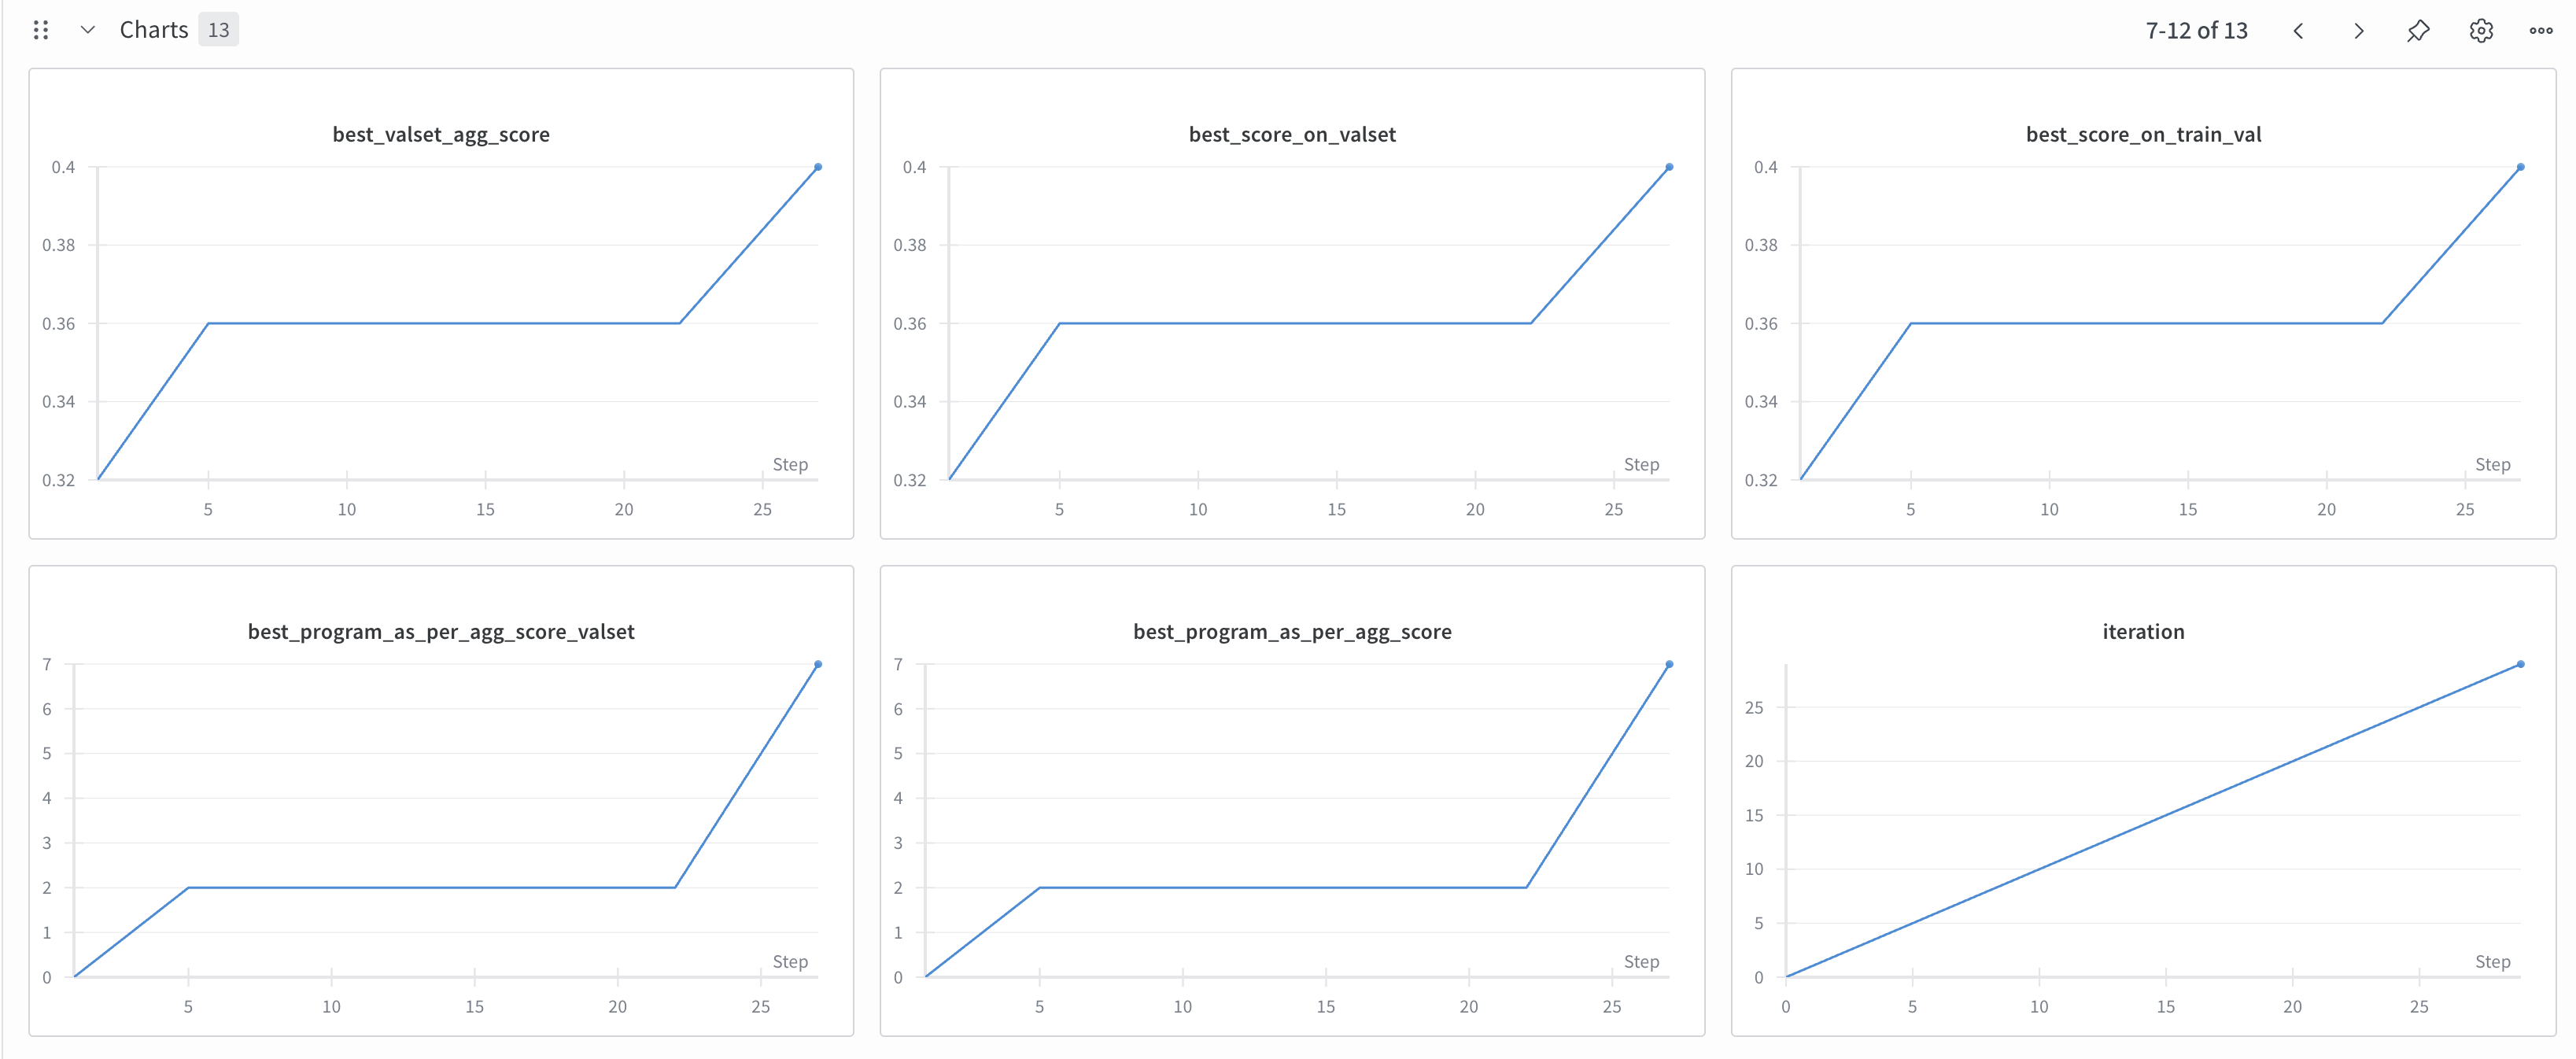 Charts 13
7-12 of 13
best_valset_agg_score
0.4
0.38
0.36
0.34
0.32
Step
5 10 15 20 25
best_score_on_valset
0.4
0.38
0.36
0.34
0.32
Step
5 10 15 20 25
best_score_on_train_val
0.4
0.38
0.36
0.34
0.32
Step
5 10 15 20 25
best_program_as_per_agg_score_valset
7
6
5
4
3
2
1
0
Step
5 10 15 20 25
best_program_as_per_agg_score
7
6
5
4
3
2
1
0
Step
5 10 15 20 25
iteration
25
20
15
10
5
0
Step
0 5 10 15 20 25